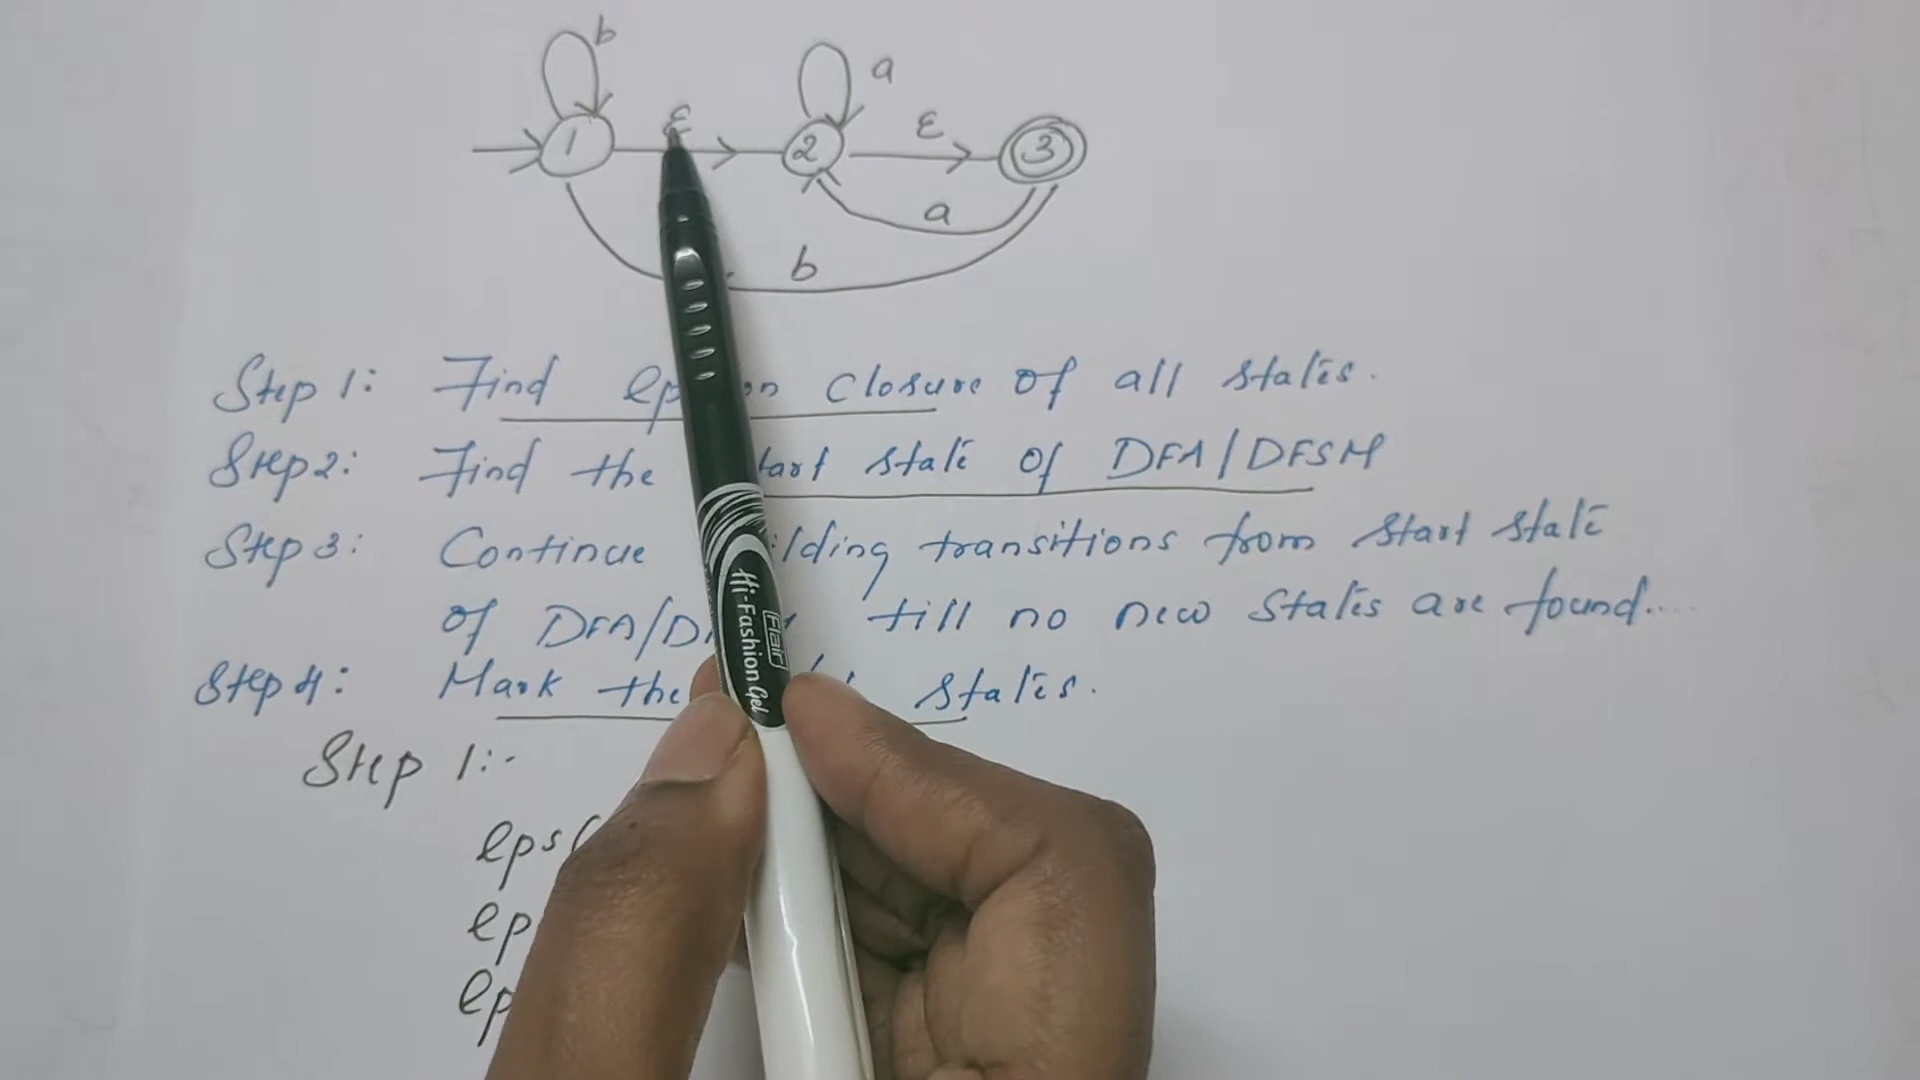 b
a
ε
ε
1
2
3
a
b
Step 1: Find closure of all states.
Step 2: Find the state of DFA/DFSM
Step 3: Continue transitions from start state
of DFA/ till no new states are found...
Step 4: Mark the states.
Step 1:-
eps(
Flair
Hi-Fashion Gel